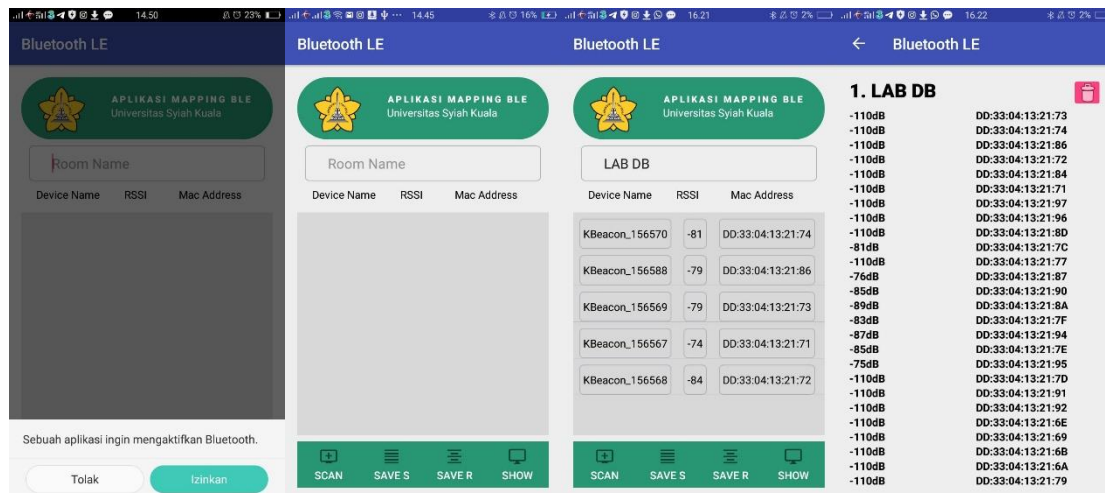 14.50
23%
Bluetooth LE
APLIKASI MAPPING BLE
Universitas Syiah Kuala
Room Name
Device Name RSSI Mac Address
Sebuah aplikasi ingin mengaktifkan Bluetooth.
Tolak Izinkan
14.45
16%
Bluetooth LE
APLIKASI MAPPING BLE
Universitas Syiah Kuala
Room Name
Device Name RSSI Mac Address
SCAN SAVE S SAVE R SHOW
16.21
2%
Bluetooth LE
APLIKASI MAPPING BLE
Universitas Syiah Kuala
LAB DB
Device Name RSSI Mac Address
KBeacon_156570 -81 DD:33:04:13:21:74
KBeacon_156588 -79 DD:33:04:13:21:86
KBeacon_156569 -79 DD:33:04:13:21:73
KBeacon_156567 -74 DD:33:04:13:21:71
KBeacon_156568 -84 DD:33:04:13:21:72
SCAN SAVE S SAVE R SHOW
16.22
2%
Bluetooth LE
1. LAB DB
-110dB DD:33:04:13:21:73
-110dB DD:33:04:13:21:74
-110dB DD:33:04:13:21:86
-110dB DD:33:04:13:21:72
-110dB DD:33:04:13:21:84
-110dB DD:33:04:13:21:71
-110dB DD:33:04:13:21:97
-110dB DD:33:04:13:21:96
-110dB DD:33:04:13:21:8D
-81dB DD:33:04:13:21:7C
-110dB DD:33:04:13:21:77
-76dB DD:33:04:13:21:87
-85dB DD:33:04:13:21:90
-89dB DD:33:04:13:21:8A
-83dB DD:33:04:13:21:7F
-87dB DD:33:04:13:21:94
-85dB DD:33:04:13:21:7E
-75dB DD:33:04:13:21:95
-110dB DD:33:04:13:21:7D
-110dB DD:33:04:13:21:91
-110dB DD:33:04:13:21:92
-110dB DD:33:04:13:21:6E
-110dB DD:33:04:13:21:69
-110dB DD:33:04:13:21:6B
-110dB DD:33:04:13:21:6A
-110dB DD:33:04:13:21:79